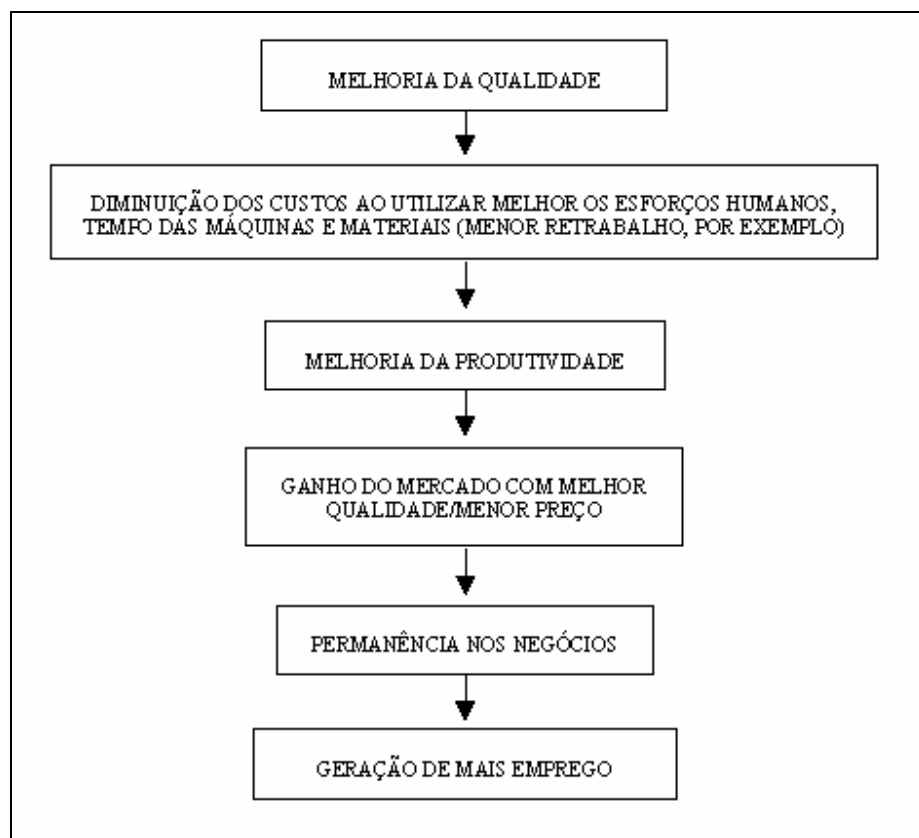 MELHORIA DA QUALIDADE
DIMINUIÇÃO DOS CUSTOS AO UTILIZAR MELHOR OS ESFORÇOS HUMANOS,
TEMPO DAS MÁQUINAS E MATERIAIS (MENOR RETRABALHO, POR EXEMPLO)
MELHORIA DA PRODUTIVIDADE
GANHO DO MERCADO COM MELHOR
QUALIDADE/MENOR PREÇO
PERMANÊNCIA NOS NEGÓCIOS
GERAÇÃO DE MAIS EMPREGO